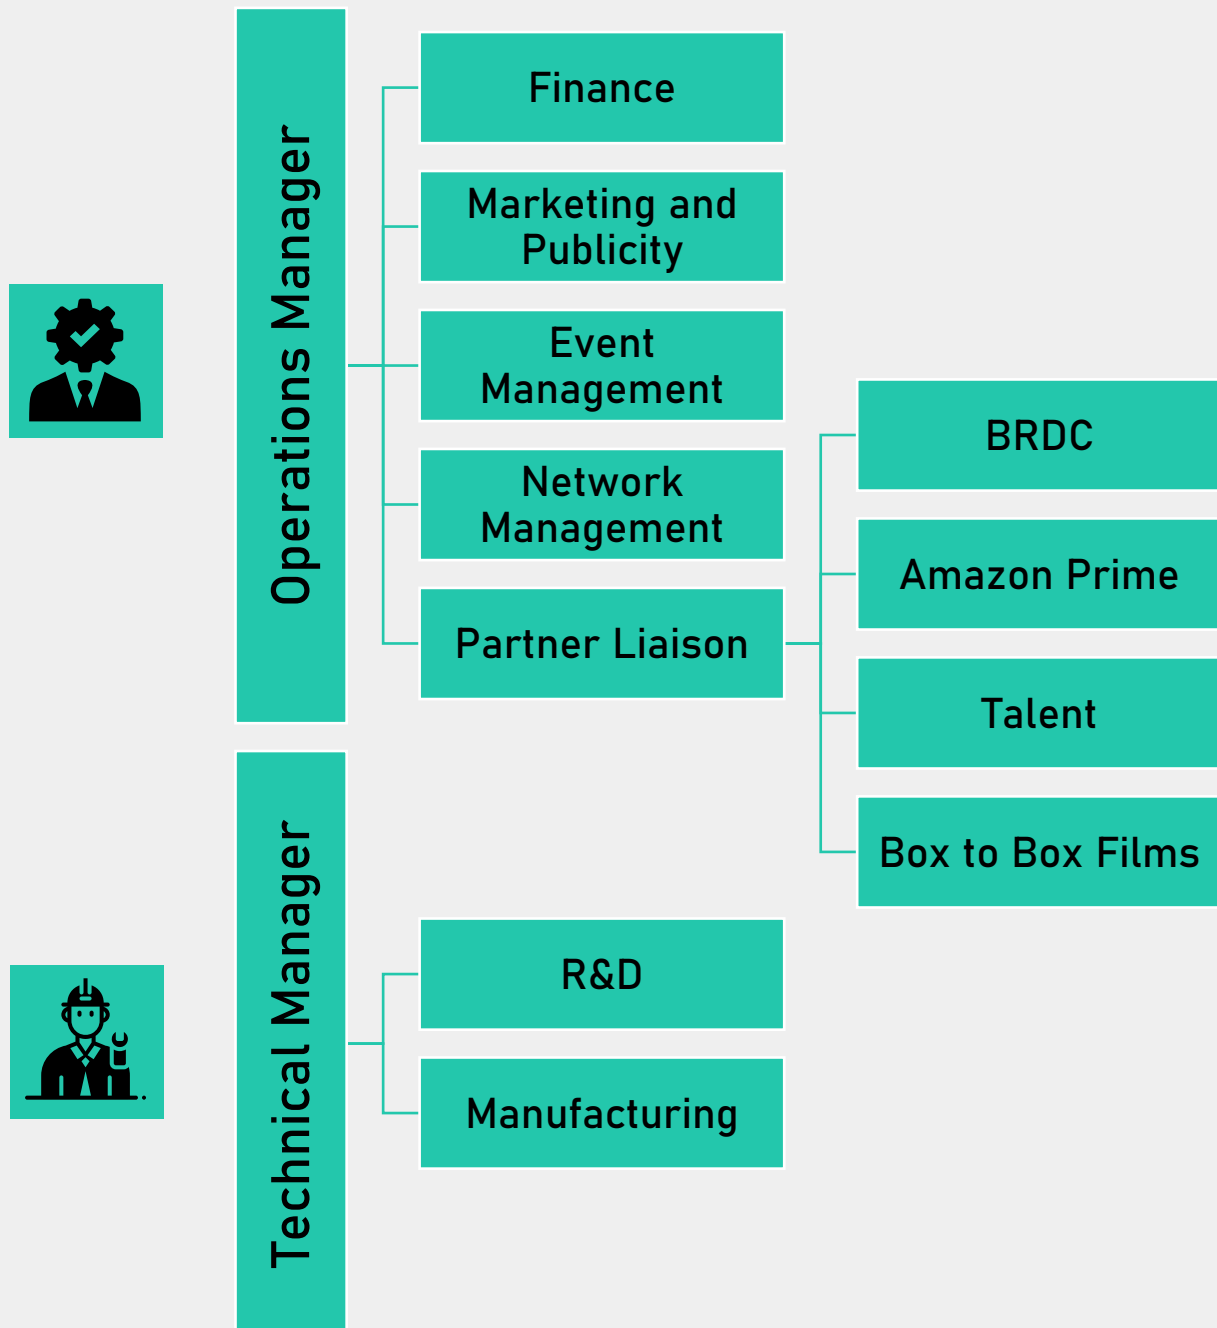 Operations Manager
Finance
Marketing and
Publicity
Event
Management
Network
Management
Partner Liaison
BRDC
Amazon Prime
Talent
Box to Box Films
Technical Manager
R&D
Manufacturing